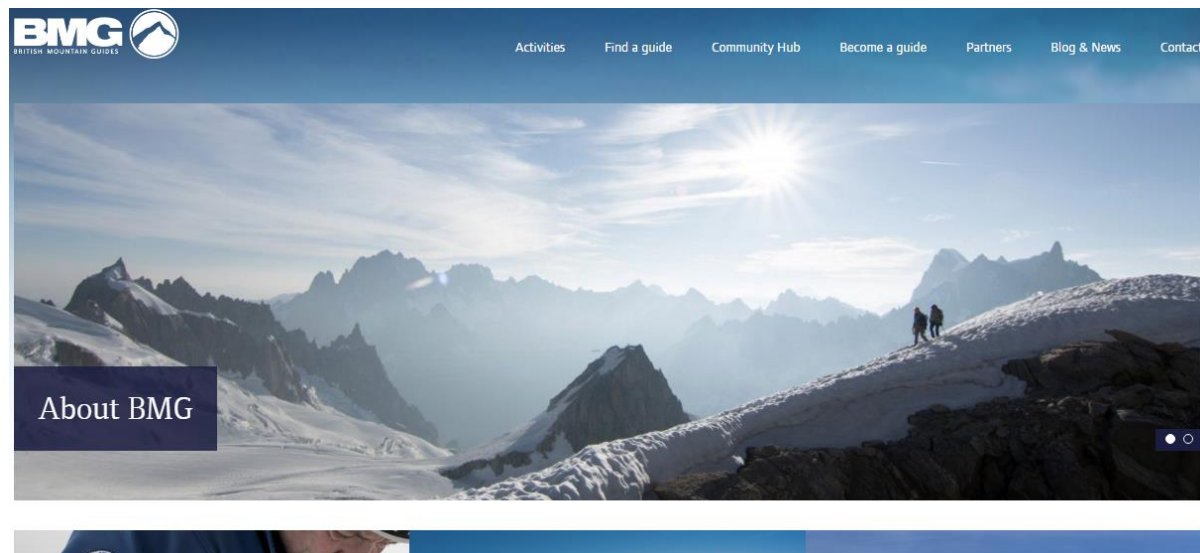 BMG
BRITISH MOUNTAIN GUIDES
Activities Find a guide Community Hub Become a guide Partners Blog & News Contact
About BMG